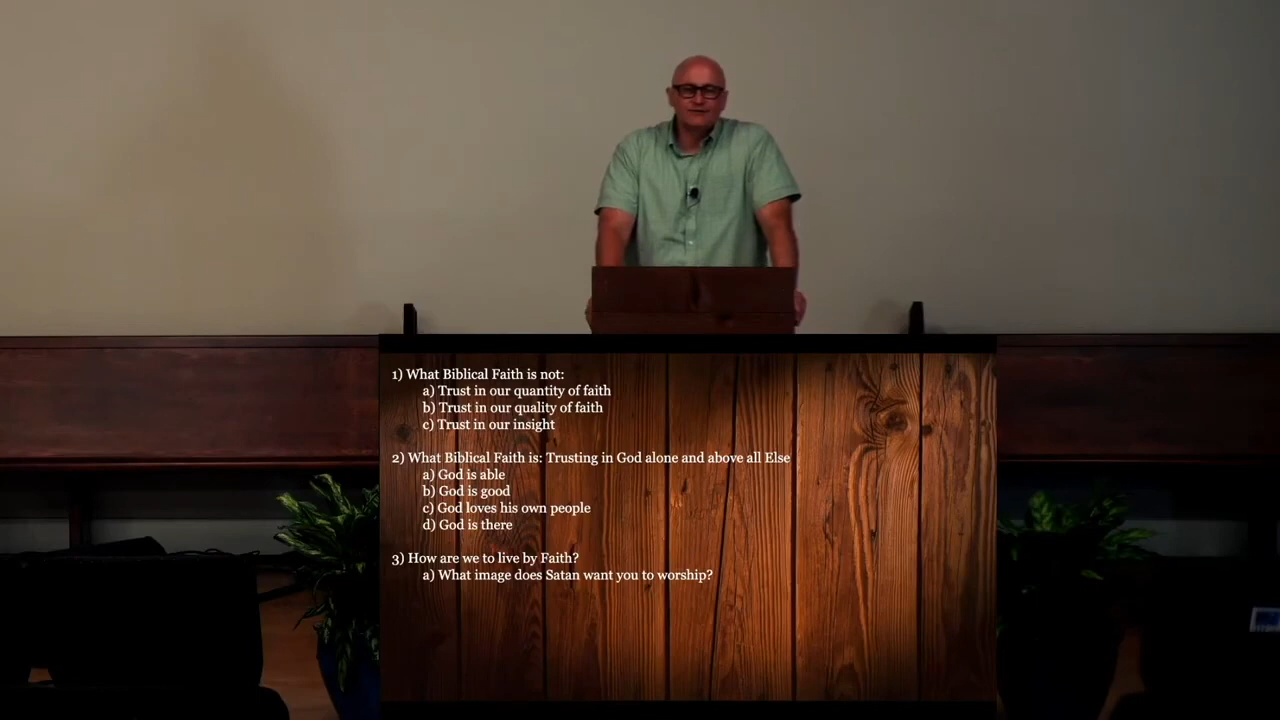 1) What Biblical Faith is not:
a) Trust in our quantity of faith
b) Trust in our quality of faith
c) Trust in our insight
2) What Biblical Faith is: Trusting in God alone and above all Else
a) God is able
b) God is good
c) God loves his own people
d) God is there
3) How are we to live by Faith?
a) What image does Satan want you to worship?